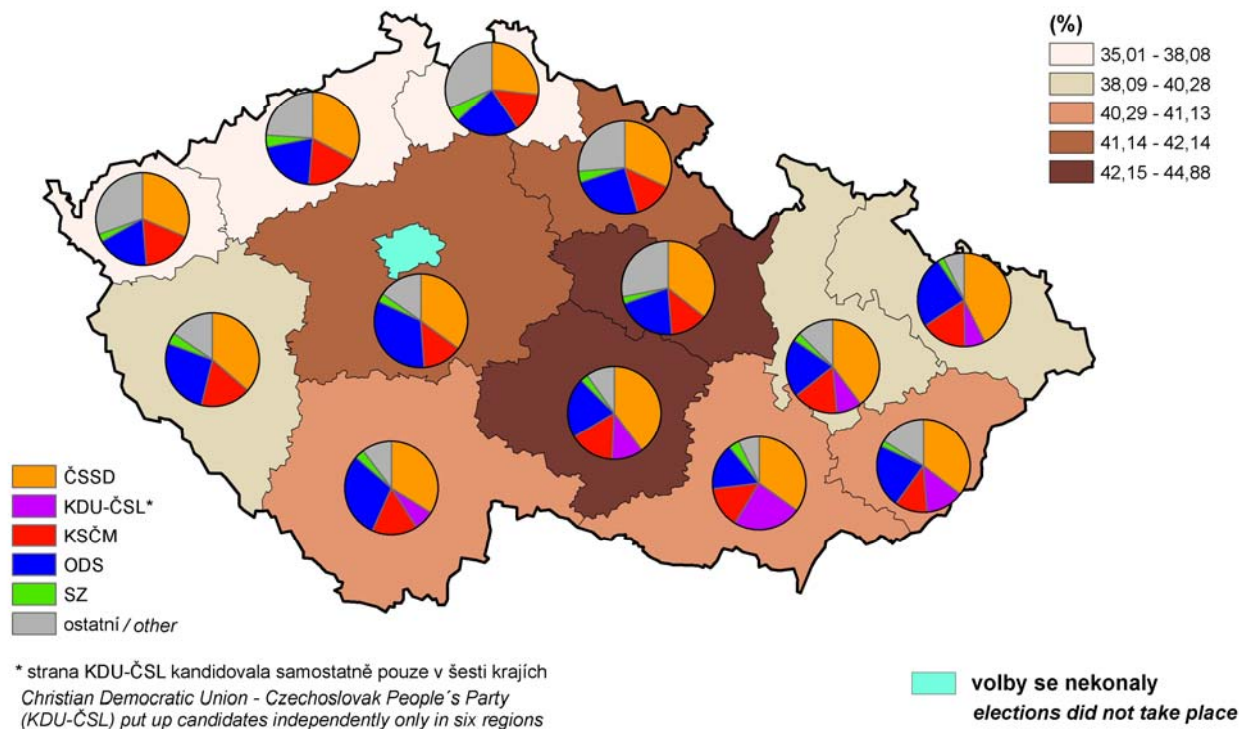 (%)
35,01 - 38,08
38,09 - 40,28
40,29 - 41,13
41,14 - 42,14
42,15 - 44,88
ČSSD
KDU-ČSL*
KSČM
ODS
SZ
ostatní / other
* strana KDU-ČSL kandidovala samostatně pouze v šesti krajích
Christian Democratic Union - Czechoslovak People´s Party
(KDU-ČSL) put up candidates independently only in six regions
volby se nekonaly
elections did not take place